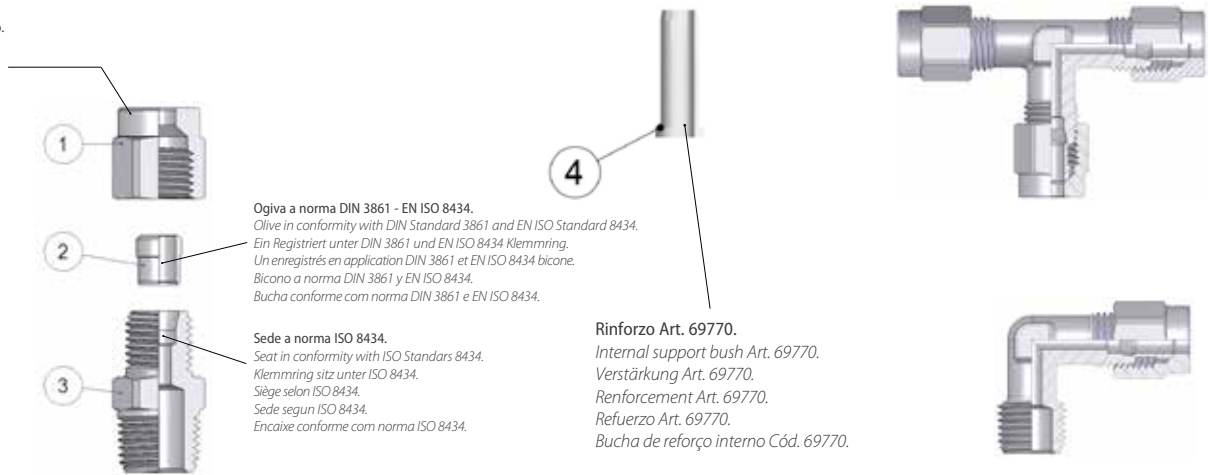 1
2
3
4
Ogiva a norma DIN 3861 - EN ISO 8434.
Olive in conformity with DIN Standard 3861 and EN ISO Standard 8434.
Ein Registriert unter DIN 3861 und EN ISO 8434 Klemmring.
Un enregistrés en application DIN 3861 et EN ISO 8434 bicone.
Bicono a norma DIN 3861 y EN ISO 8434.
Bucha conforme com norma DIN 3861 e EN ISO 8434.
Sede a norma ISO 8434.
Seat in conformity with ISO Standars 8434.
Klemmring sitz unter ISO 8434.
Siège selon ISO 8434.
Sede segun ISO 8434.
Encaixe conforme com norma ISO 8434.
Rinforzo Art. 69770.
Internal support bush Art. 69770.
Verstärkung Art. 69770.
Renforcement Art. 69770.
Refuerzo Art. 69770.
Bucha de reforço interno Cód. 69770.